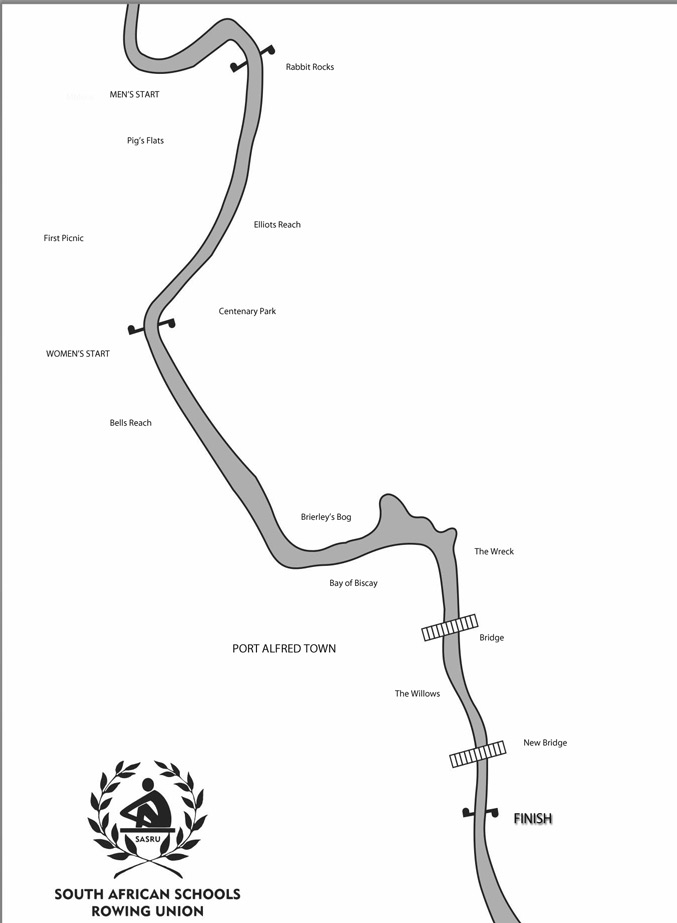 Rabbit Rocks
MEN'S START
Pig's Flats
Elliots Reach
First Picnic
Centenary Park
WOMEN'S START
Bells Reach
Brierley's Bog
The Wreck
Bay of Biscay
Bridge
PORT ALFRED TOWN
The Willows
New Bridge
FINISH
SASRU
SOUTH AFRICAN SCHOOLS
ROWING UNION